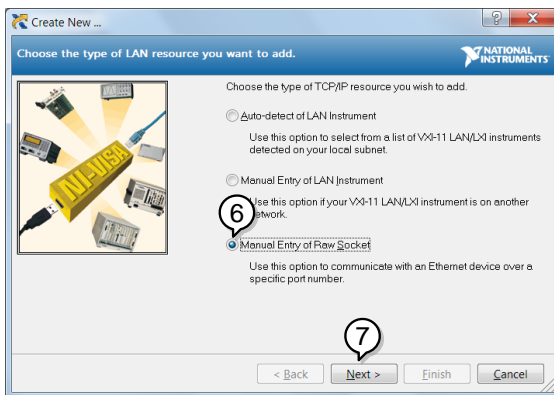 Create New ...
Choose the type of LAN resource you want to add.
NATIONAL
INSTRUMENTS
NI-VISA
Choose the type of TCP/IP resource you wish to add.
Auto-detect of LAN Instrument
Use this option to select from a list of VXI-11 LAN/LXI instruments
detected on your local subnet.
Manual Entry of LAN Instrument
Use this option if your VXI-11 LAN/LXI instrument is on another
network.
6
Manual Entry of Raw Socket
Use this option to communicate with an Ethernet device over a
specific port number.
7
< Back
Next >
Finish
Cancel